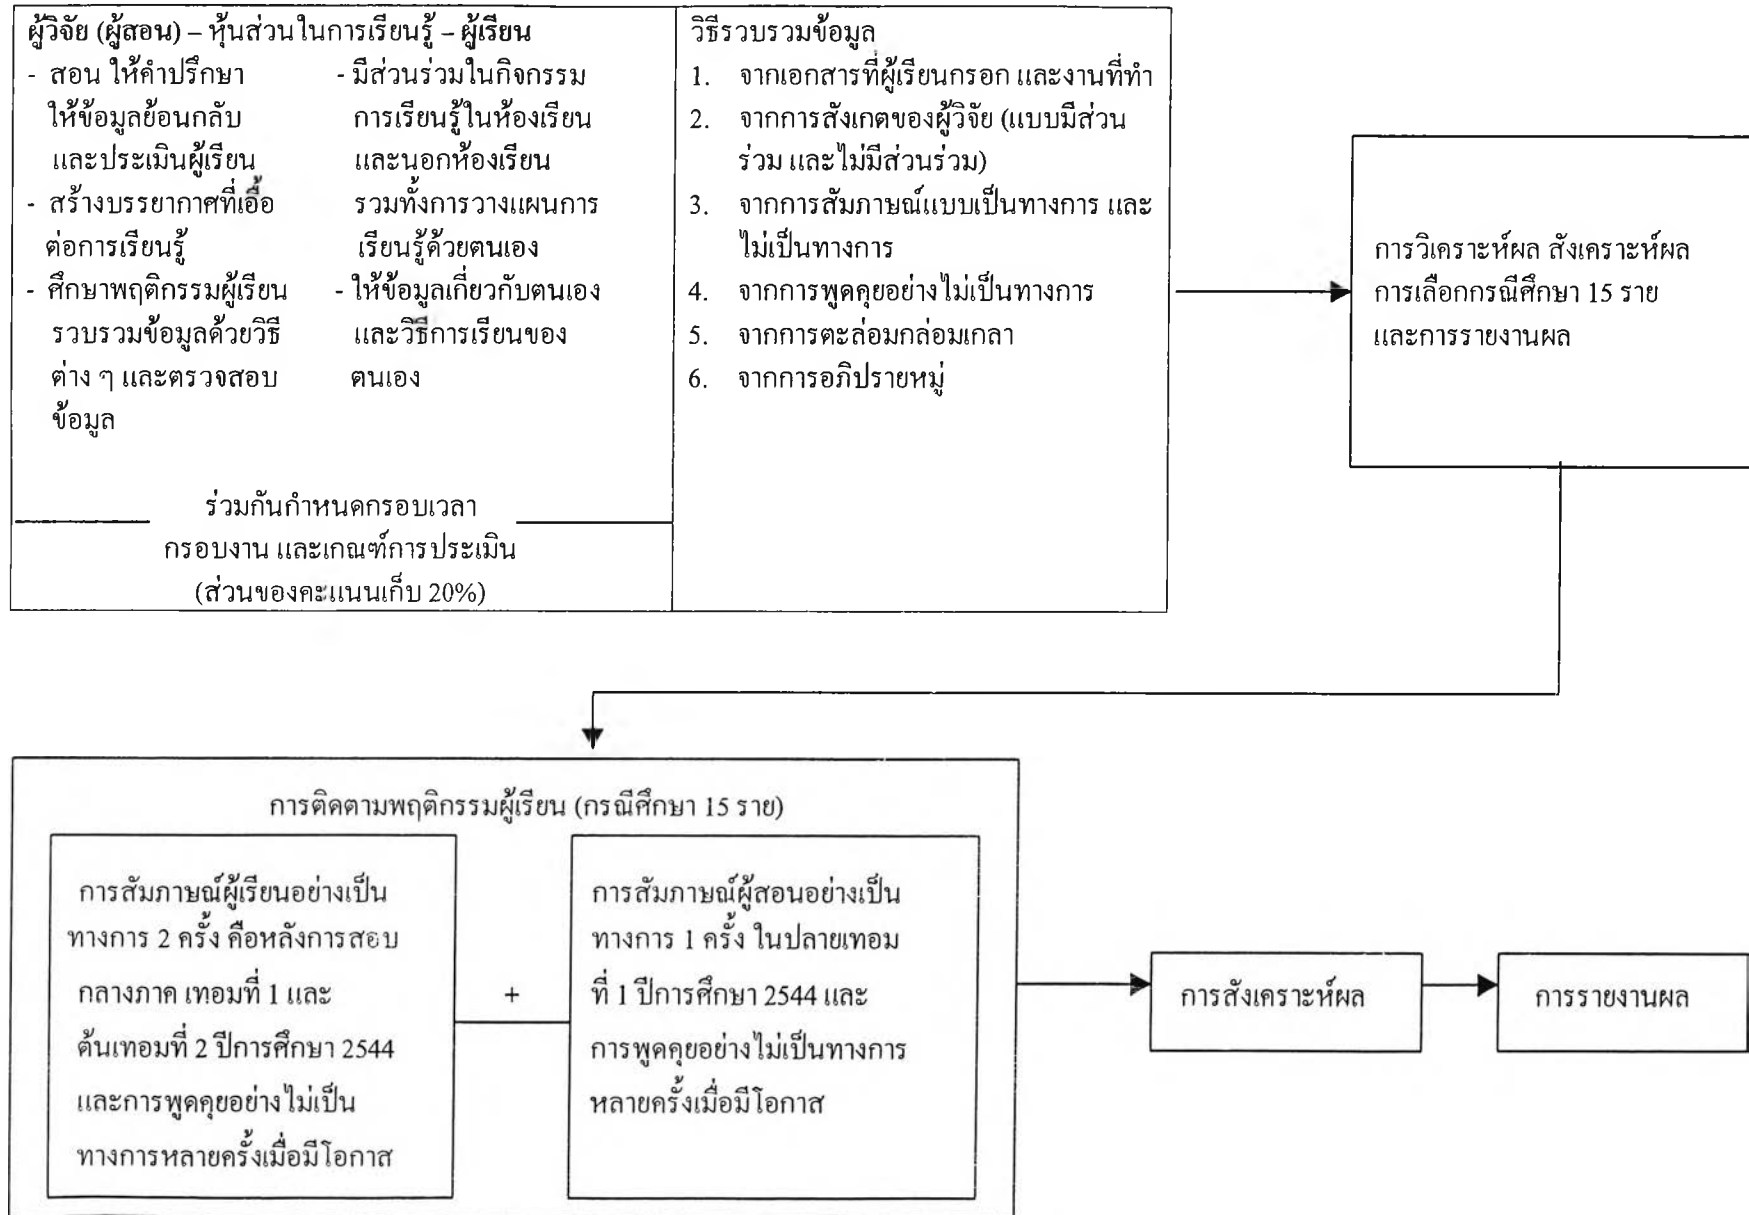 ผู้วิจัย (ผู้สอน) – หุ้นส่วนในการเรียนรู้ – ผู้เรียน
- สอน ให้คำปรึกษา
ให้ข้อมูลย้อนกลับ
และประเมินผู้เรียน
- สร้างบรรยากาศที่เอื้อ
ต่อการเรียนรู้
- ศึกษาพฤติกรรมผู้เรียน
รวบรวมข้อมูลด้วยวิธี
ต่าง ๆ และตรวจสอบ
ข้อมูล
- มีส่วนร่วมในกิจกรรม
การเรียนรู้ในห้องเรียน
และนอกห้องเรียน
รวมทั้งการวางแผนการ
เรียนรู้ด้วยตนเอง
- ให้ข้อมูลเกี่ยวกับตนเอง
และวิธีการเรียนของ
ตนเอง
ร่วมกันกำหนดกรอบเวลา
กรอบงาน และเกณฑ์การประเมิน
(ส่วนของคะแนนเก็บ 20%)
วิธีรวบรวมข้อมูล
1. จากเอกสารที่ผู้เรียนกรอก และงานที่ทำ
2. จากการสังเกตของผู้วิจัย (แบบมีส่วน
ร่วม และไม่มีส่วนร่วม)
3. จากการสัมภาษณ์แบบเป็นทางการ และ
ไม่เป็นทางการ
4. จากการพูดคุยอย่างไม่เป็นทางการ
5. จากการตะล่อมกล่อมเกลา
6. จากการอภิปรายหมู่
การวิเคราะห์ผล สังเคราะห์ผล
การเลือกกรณีศึกษา 15 ราย
และการรายงานผล
การติดตามพฤติกรรมผู้เรียน (กรณีศึกษา 15 ราย)
การสัมภาษณ์ผู้เรียนอย่างเป็น
ทางการ 2 ครั้ง คือหลังการสอบ
กลางภาค เทอมที่ 1 และ
ต้นเทอมที่ 2 ปีการศึกษา 2544
และการพูดคุยอย่างไม่เป็น
ทางการหลายครั้งเมื่อมีโอกาส
+
การสัมภาษณ์ผู้สอนอย่างเป็น
ทางการ 1 ครั้ง ในปลายเทอม
ที่ 1 ปีการศึกษา 2544 และ
การพูดคุยอย่างไม่เป็นทางการ
หลายครั้งเมื่อมีโอกาส
การสังเคราะห์ผล
การรายงานผล